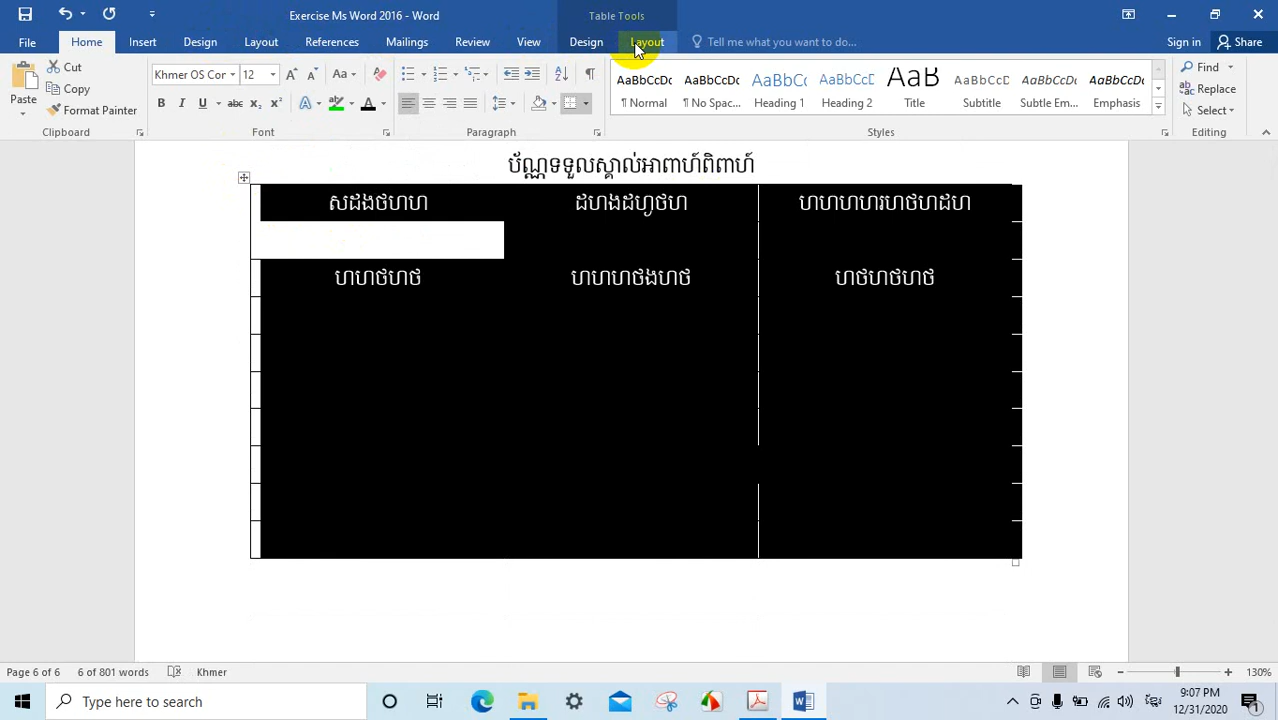 ExerciseMod Word 2016 - Word
Table Tools
File Home Insert Design Layout References Mailings Review View Design Layout Tell me what you want to do... Sign in Share
Paste Cut Copy Format Painter
Khmer OS Cor 12
AaBbCcDc AaBbCcDc AaBbCc AaBbCcD AaB AaBbCcD AaBbCcDc AaBbCcDc
¶ Normal ¶ No Spac... Heading Heading 2 Title Subtitle Subtle Em... Emphasis
Find Replace Select
Clipboard Font Paragraph Styles Editing
ប័ណ្ណទទួលស្គាល់អាពាហ៍ពិពាហ៍
សដងថហហ ដហងដហ្ងថហ ហហហហរហថហដហ
ហហថហថ ហហហថងហថ ហថហថហថ
Page 6 of 6 6 of 801 words Khmer 130%
Type here to search
9:07 PM
12/31/2020